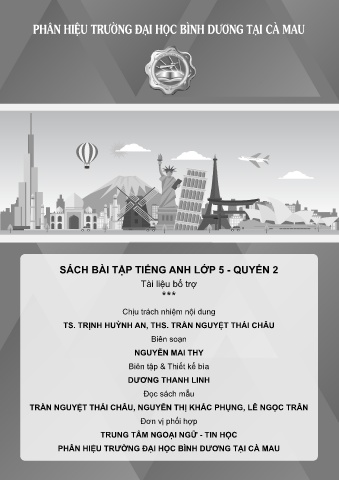 PHÂN HIỆU TRƯỜNG ĐẠI HỌC BÌNH DƯƠNG TẠI CÀ MAU
SÁCH BÀI TẬP TIẾNG ANH LỚP 5 - QUYỂN 2
Tài liệu bổ trợ
***
Chịu trách nhiệm nội dung
TS. TRỊNH HUỲNH AN, THS. TRẦN NGUYỆT THÁI CHÂU
Biên soạn
NGUYỄN MAI THY
Biên tập & Thiết kế bìa
DƯƠNG THANH LINH
Đọc sách mẫu
TRẦN NGUYỆT THÁI CHÂU, NGUYỄN THỊ KHẮC PHỤNG, LÊ NGỌC TRÂN
Đơn vị phối hợp
TRUNG TÂM NGOẠI NGỮ - TIN HỌC
PHÂN HIỆU TRƯỜNG ĐẠI HỌC BÌNH DƯƠNG TẠI CÀ MAU